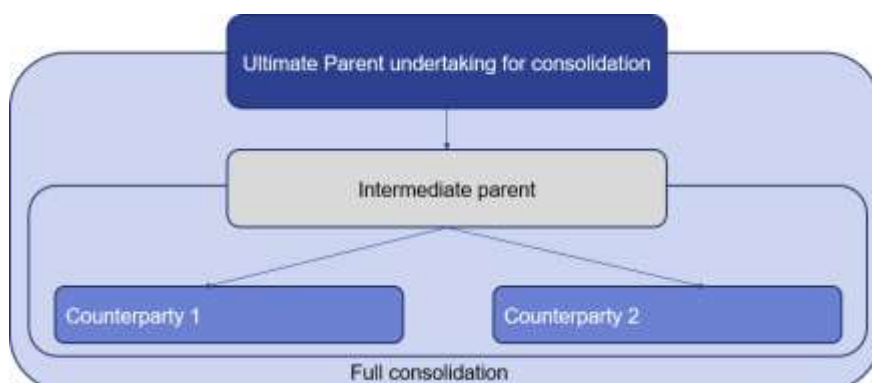 Ultimate Parent undertaking for consolidation
Intermediate parent
Counterparty 1
Counterparty 2
Full consolidation